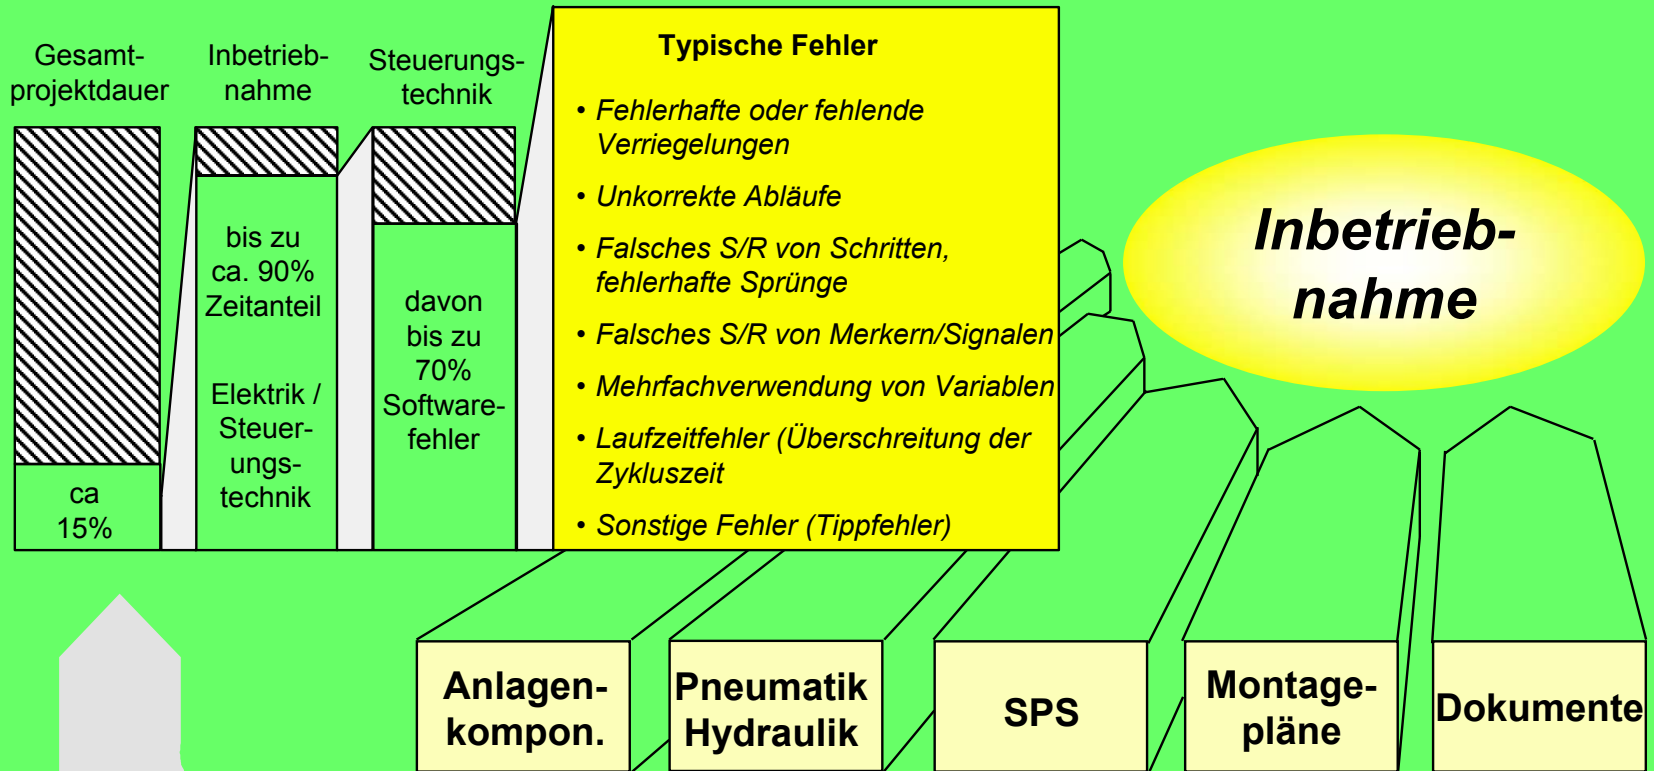 Gesamt-
projektdauer
Inbetrieb-
nahme
Steuerungs-
technik
ca
15%
bis zu
ca. 90%
Zeitanteil
Elektrik /
Steuer-
ungs-
technik
davon
bis zu
70%
Software-
fehler
Typische Fehler
• Fehlerhafte oder fehlende
Verriegelungen
• Unkorrekte Abläufe
• Falsches S/R von Schritten,
fehlerhafte Sprünge
• Falsches S/R von Merkern/Signalen
• Mehrfachverwendung von Variablen
• Laufzeitfehler (Überschreitung der
Zykluszeit
• Sonstige Fehler (Tippfehler)
Inbetrieb-
nahme
Anlagen-
kompon.
Pneumatik
Hydraulik
SPS
Montage-
pläne
Dokumente